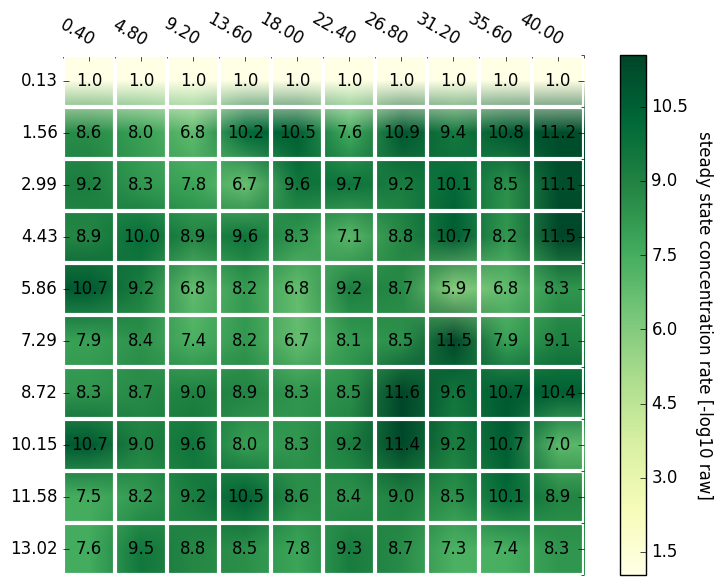 0.40 4.80 9.20 13.60 18.00 22.40 26.80 31.20 35.60 40.00
0.13 1.0 1.0 1.0 1.0 1.0 1.0 1.0 1.0 1.0 1.0
1.56 8.6 8.0 6.8 10.2 10.5 7.6 10.9 9.4 10.8 11.2
2.99 9.2 8.3 7.8 6.7 9.6 9.7 9.2 10.1 8.5 11.1
4.43 8.9 10.0 8.9 9.6 8.3 7.1 8.8 10.7 8.2 11.5
5.86 10.7 9.2 6.8 8.2 6.8 9.2 8.7 5.9 6.8 8.3
7.29 7.9 8.4 7.4 8.2 6.7 8.1 8.5 11.5 7.9 9.1
8.72 8.3 8.7 9.0 8.9 8.3 8.5 11.6 9.6 10.7 10.4
10.15 10.7 9.0 9.6 8.0 8.3 9.2 11.4 9.2 10.7 7.0
11.58 7.5 8.2 9.2 10.5 8.6 8.4 9.0 8.5 10.1 8.9
13.02 7.6 9.5 8.8 8.5 7.8 9.3 8.7 7.3 7.4 8.3
10.5
9.0
7.5
6.0
4.5
3.0
1.5
steady state concentration rate [-log10 raw]